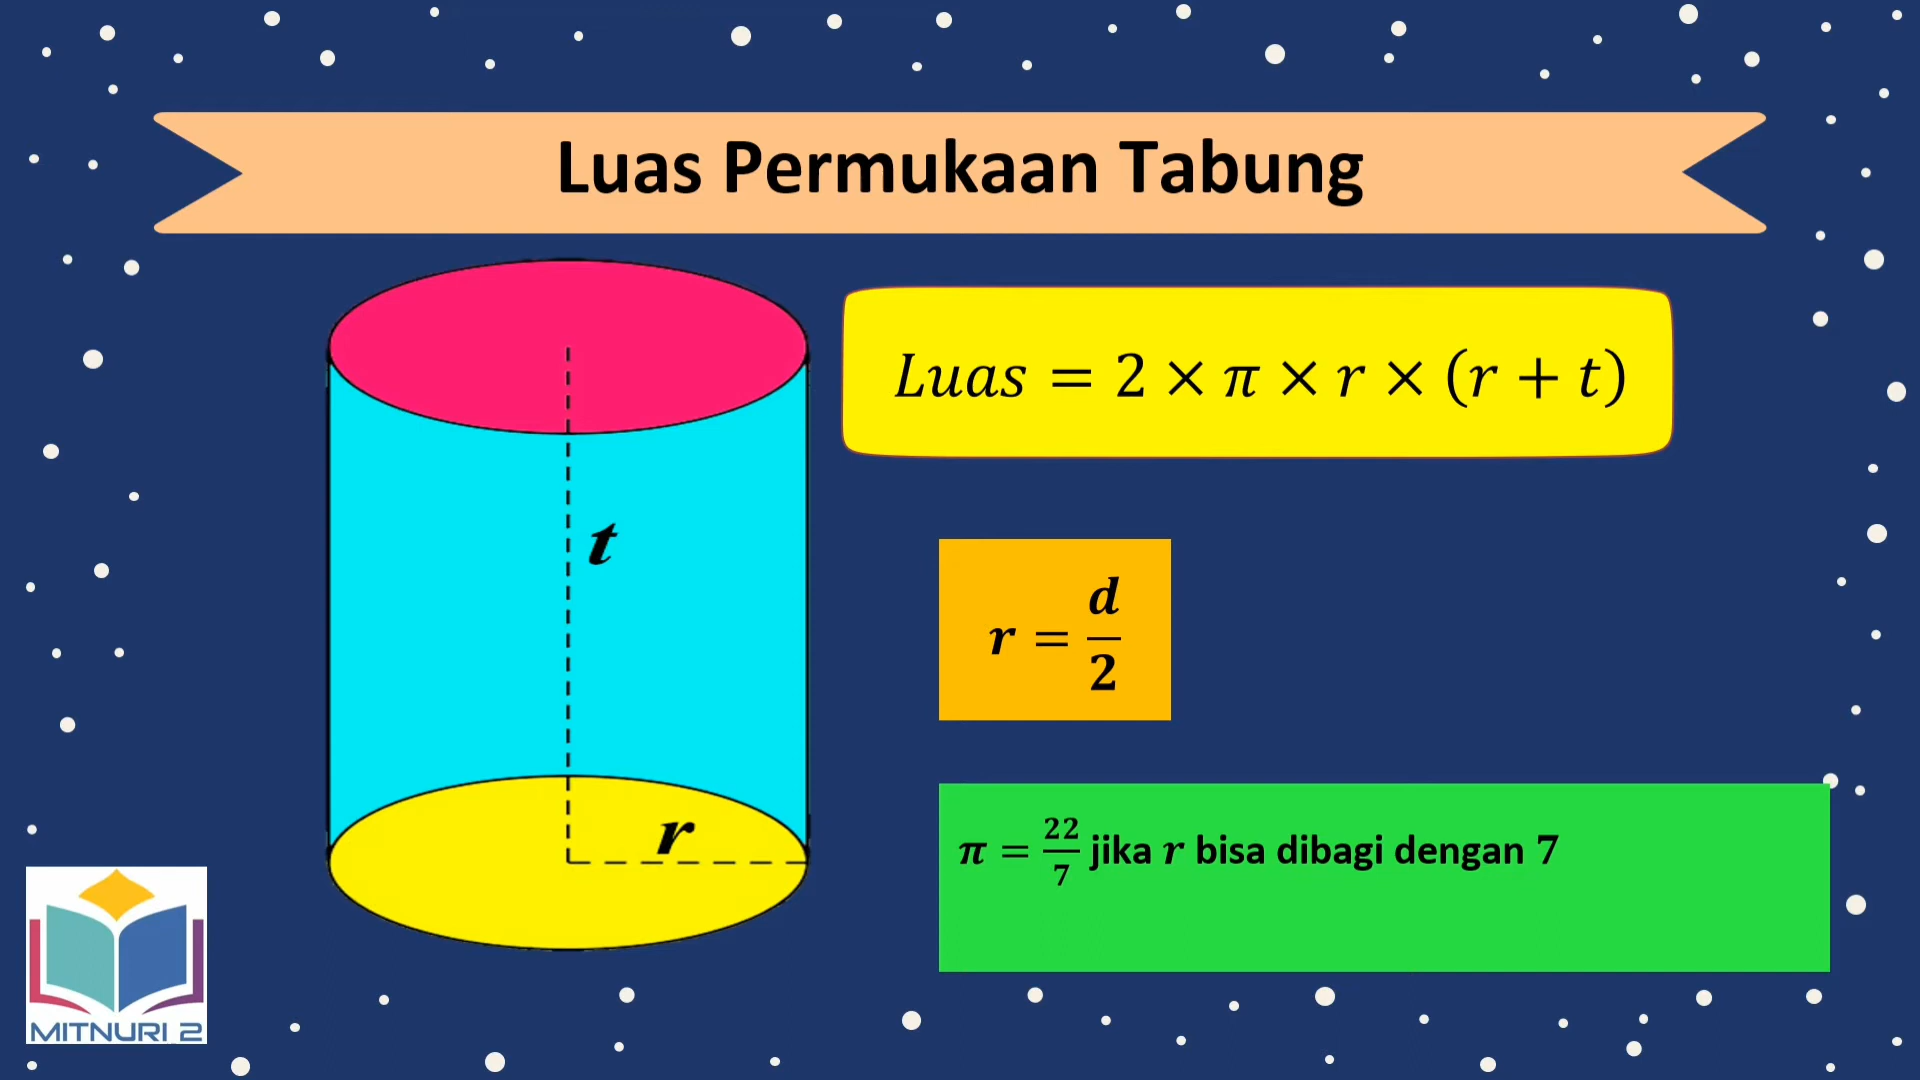 Luas Permukaan Tabung
Luas = 2 × π × r × (r + t)
t
r = d/2
r
π = 22/7 jika r bisa dibagi dengan 7
MITNURI 2